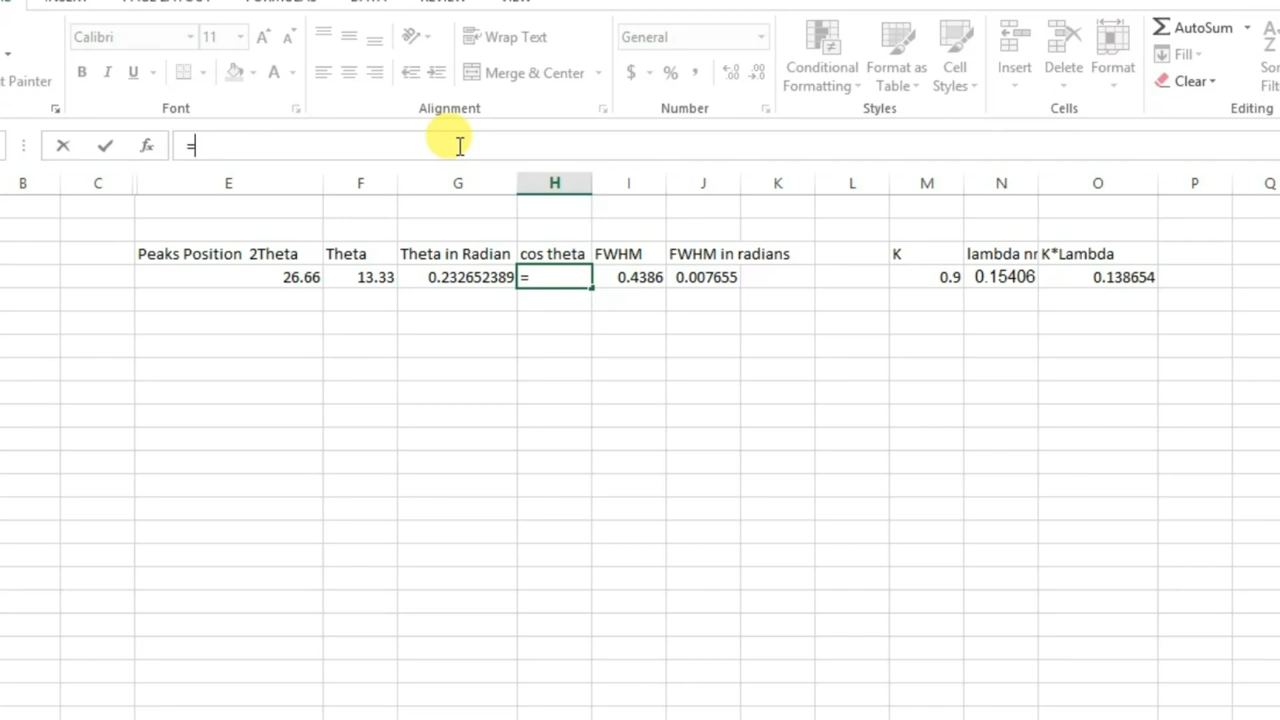 Calibri 11 Wrap Text General AutoSum
Fill
t Painter B I U Merge & Center $ % , .00 Conditional Formatting Format as Table Cell Styles Insert Delete Format Clear
Font Alignment Number Styles Cells Editing
fx =
B C E F G H I J K L M N O P Q
Peaks Position 2Theta Theta Theta in Radian cos theta FWHM FWHM in radians K lambda K*Lambda
26.66 13.33 0.232652389 = 0.4386 0.007655 0.9 0.15406 0.138654